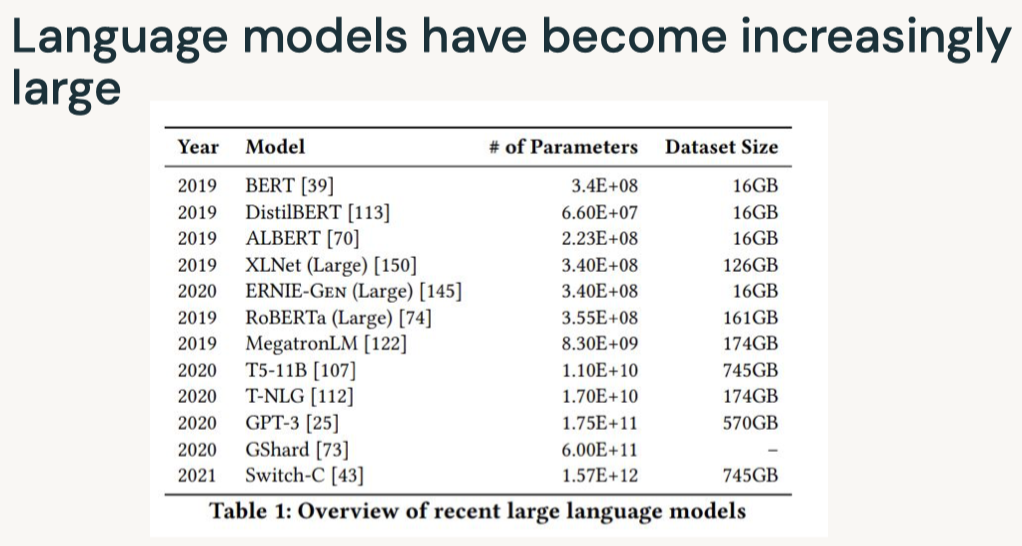 Language models have become increasingly
large
Year Model # of Parameters Dataset Size
2019 BERT [39] 3.4E+08 16GB
2019 DistilBERT [113] 6.60E+07 16GB
2019 ALBERT [70] 2.23E+08 16GB
2019 XLNet (Large) [150] 3.40E+08 126GB
2020 ERNIE-GEN (Large) [145] 3.40E+08 16GB
2019 RoBERTa (Large) [74] 3.55E+08 161GB
2019 MegatronLM [122] 8.30E+09 174GB
2020 T5-11B [107] 1.10E+10 745GB
2020 T-NLG [112] 1.70E+10 174GB
2020 GPT-3 [25] 1.75E+11 570GB
2020 GShard [73] 6.00E+11 –
2021 Switch-C [43] 1.57E+12 745GB
Table 1: Overview of recent large language models